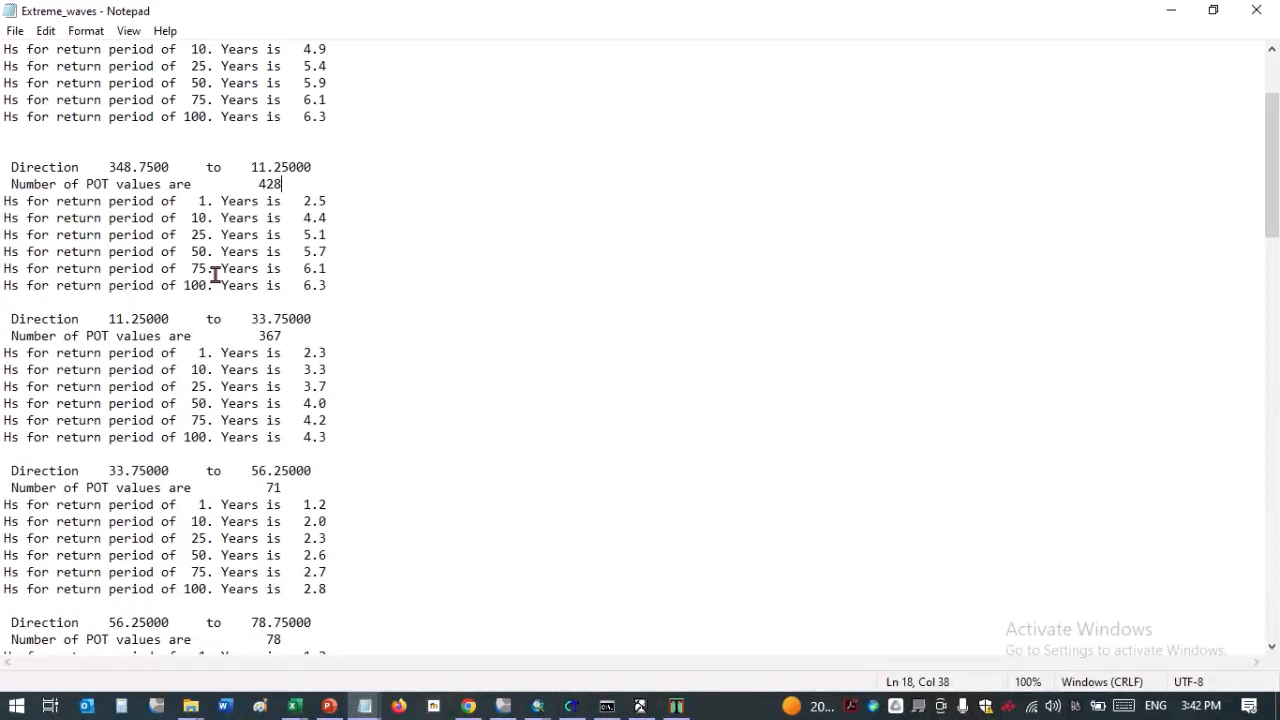 Extreme_waves - Notepad
File Edit Format View Help
Hs for return period of 10. Years is 4.9
Hs for return period of 25. Years is 5.4
Hs for return period of 50. Years is 5.9
Hs for return period of 75. Years is 6.1
Hs for return period of 100. Years is 6.3
Direction 348.7500 to 11.25000
Number of POT values are 428
Hs for return period of 1. Years is 2.5
Hs for return period of 10. Years is 4.4
Hs for return period of 25. Years is 5.1
Hs for return period of 50. Years is 5.7
Hs for return period of 75. Years is 6.1
Hs for return period of 100. Years is 6.3
Direction 11.25000 to 33.75000
Number of POT values are 367
Hs for return period of 1. Years is 2.3
Hs for return period of 10. Years is 3.3
Hs for return period of 25. Years is 3.7
Hs for return period of 50. Years is 4.0
Hs for return period of 75. Years is 4.2
Hs for return period of 100. Years is 4.3
Direction 33.75000 to 56.25000
Number of POT values are 71
Hs for return period of 1. Years is 1.2
Hs for return period of 10. Years is 2.0
Hs for return period of 25. Years is 2.3
Hs for return period of 50. Years is 2.6
Hs for return period of 75. Years is 2.7
Hs for return period of 100. Years is 2.8
Direction 56.25000 to 78.75000
Number of POT values are 78
Activate Windows
Go to Settings to activate Windows.
Ln 18, Col 38 100% Windows (CRLF) UTF-8
20... ENG 3:42 PM